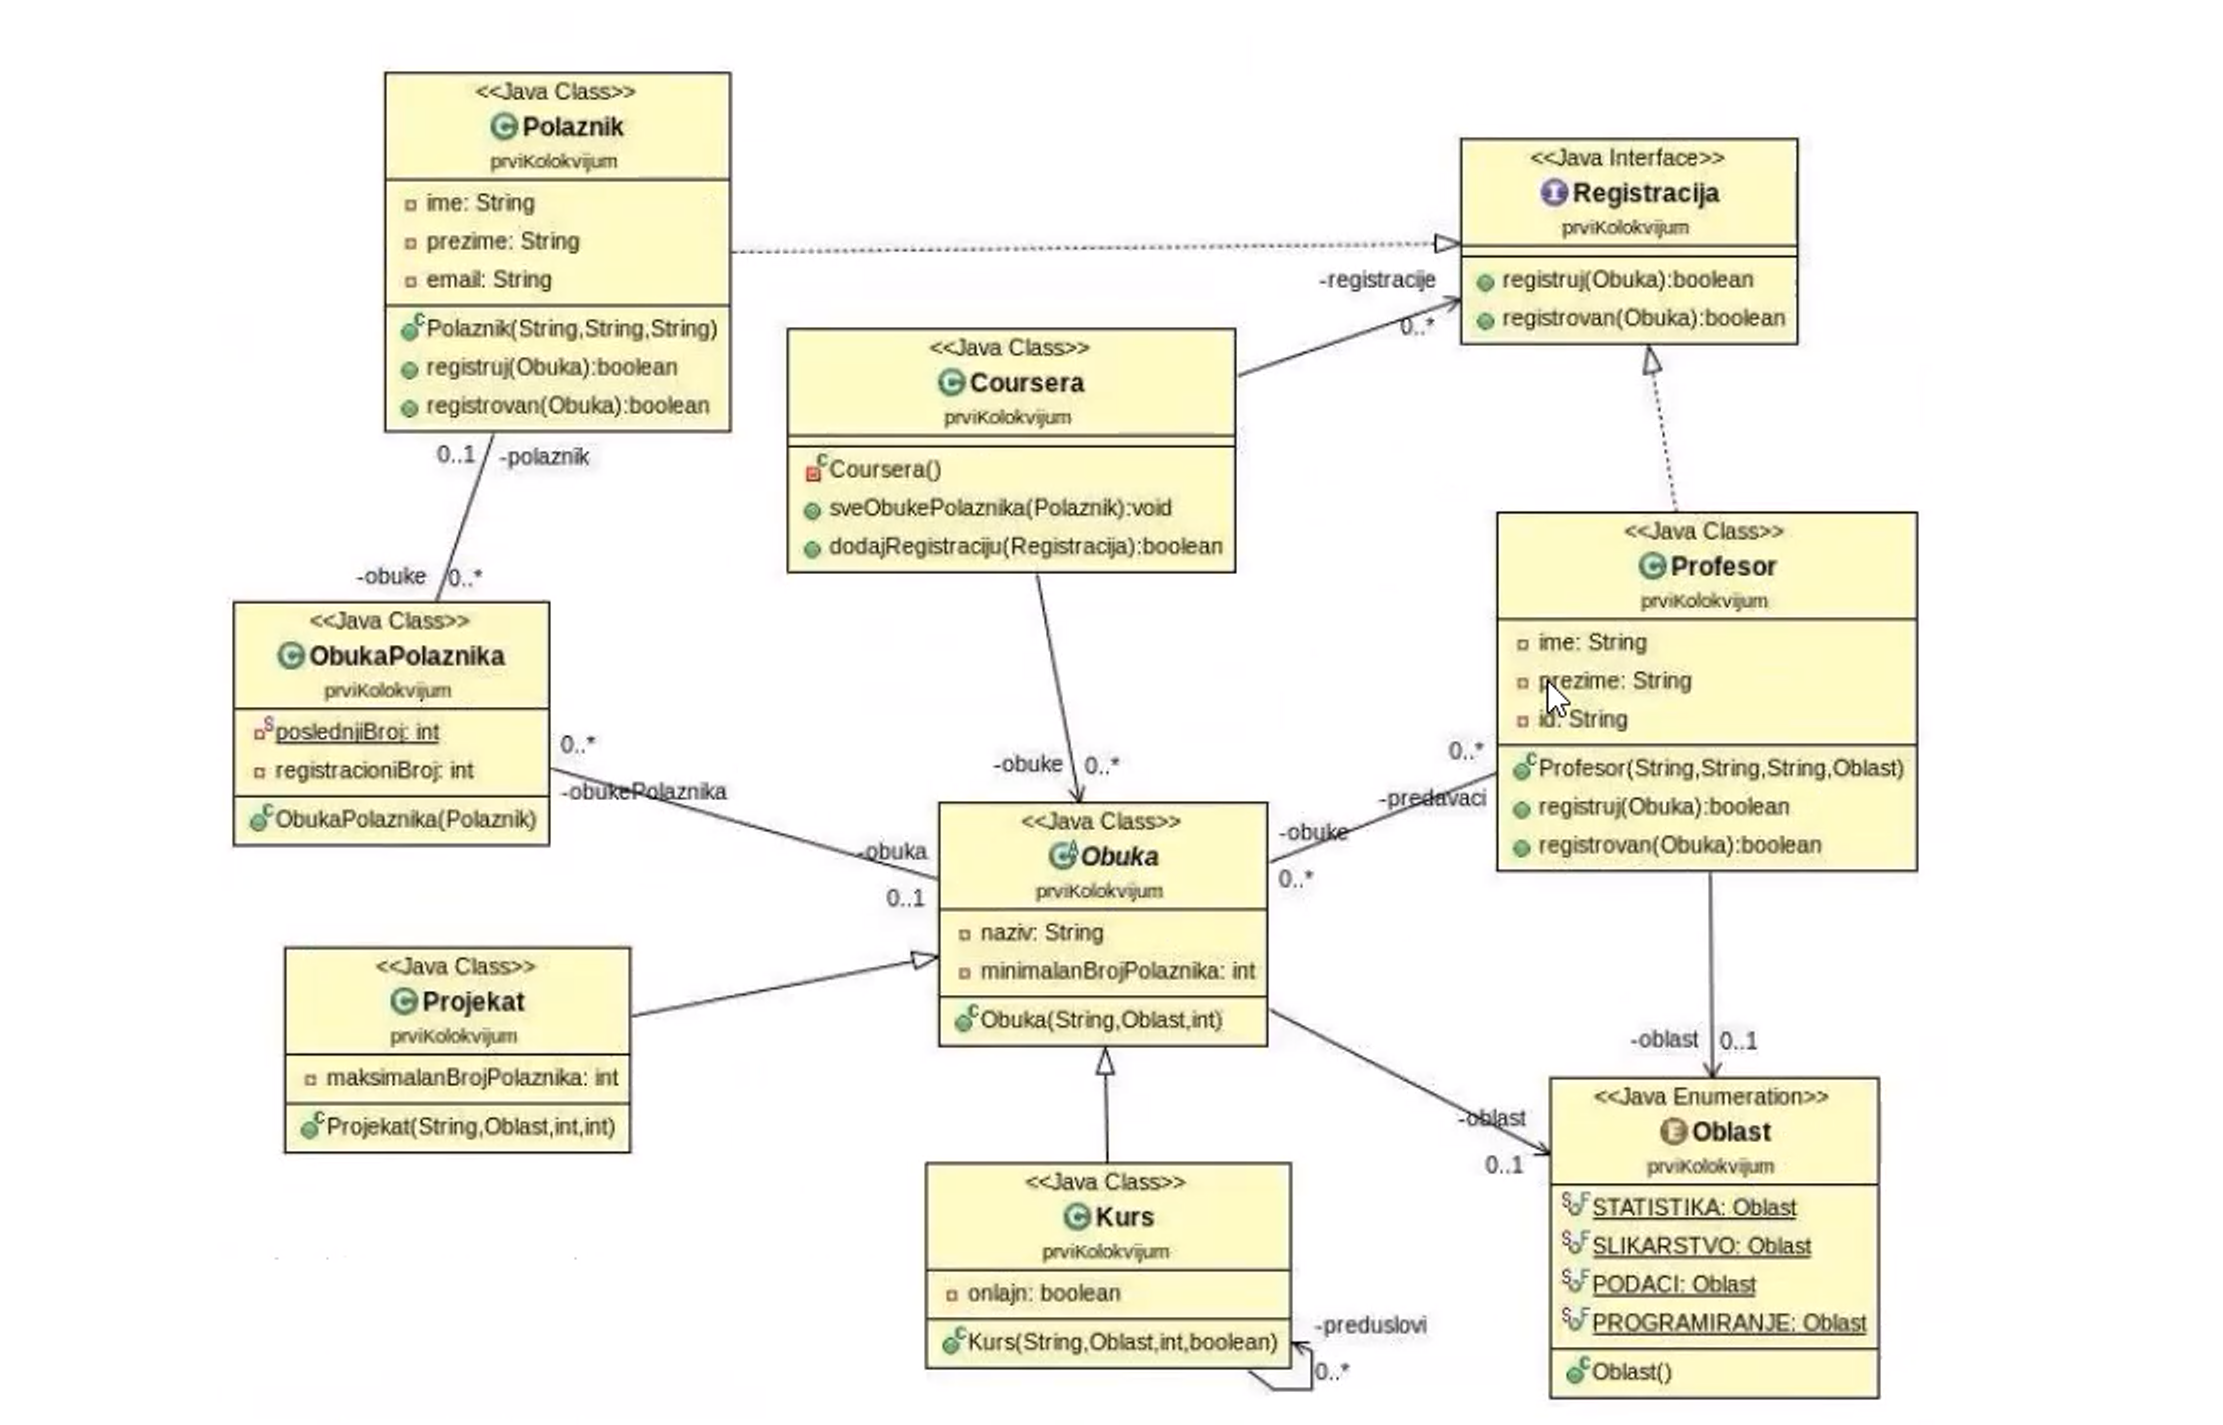 <<Java Class>>
Polaznik
prviKolokvijum
ime: String
prezime: String
email: String
Polaznik(String,String,String)
registruj(Obuka):boolean
registrovan(Obuka):boolean
0..1
-polaznik
-obuke
0..*
<<Java Interface>>
Registracija
prviKolokvijum
registruj(Obuka):boolean
registrovan(Obuka):boolean
-registracije
0..*
<<Java Class>>
Coursera
prviKolokvijum
Coursera()
sveObukePolaznika(Polaznik):void
dodajRegistraciju(Registracija):boolean
-obuke
0..*
<<Java Class>>
Profesor
prviKolokvijum
ime: String
prezime: String
id: String
Profesor(String,String,String,Oblast)
registruj(Obuka):boolean
registrovan(Obuka):boolean
0..*
-predavaci
-obuke
0..*
<<Java Class>>
ObukaPolaznika
prviKolokvijum
poslednjiBroj: int
registracioniBroj: int
ObukaPolaznika(Polaznik)
0..*
-obukePolaznika
-obuka
0..1
<<Java Class>>
Obuka
prviKolokvijum
naziv: String
minimalanBrojPolaznika: int
Obuka(String,Oblast,int)
<<Java Class>>
Projekat
prviKolokvijum
maksimalanBrojPolaznika: int
Projekat(String,Oblast,int,int)
-oblast
0..1
-oblast
0..1
<<Java Enumeration>>
Oblast
prviKolokvijum
STATISTIKA: Oblast
SLIKARSTVO: Oblast
PODACI: Oblast
PROGRAMIRANJE: Oblast
Oblast()
<<Java Class>>
Kurs
prviKolokvijum
onlajn: boolean
Kurs(String,Oblast,int,boolean)
-preduslovi
0..*